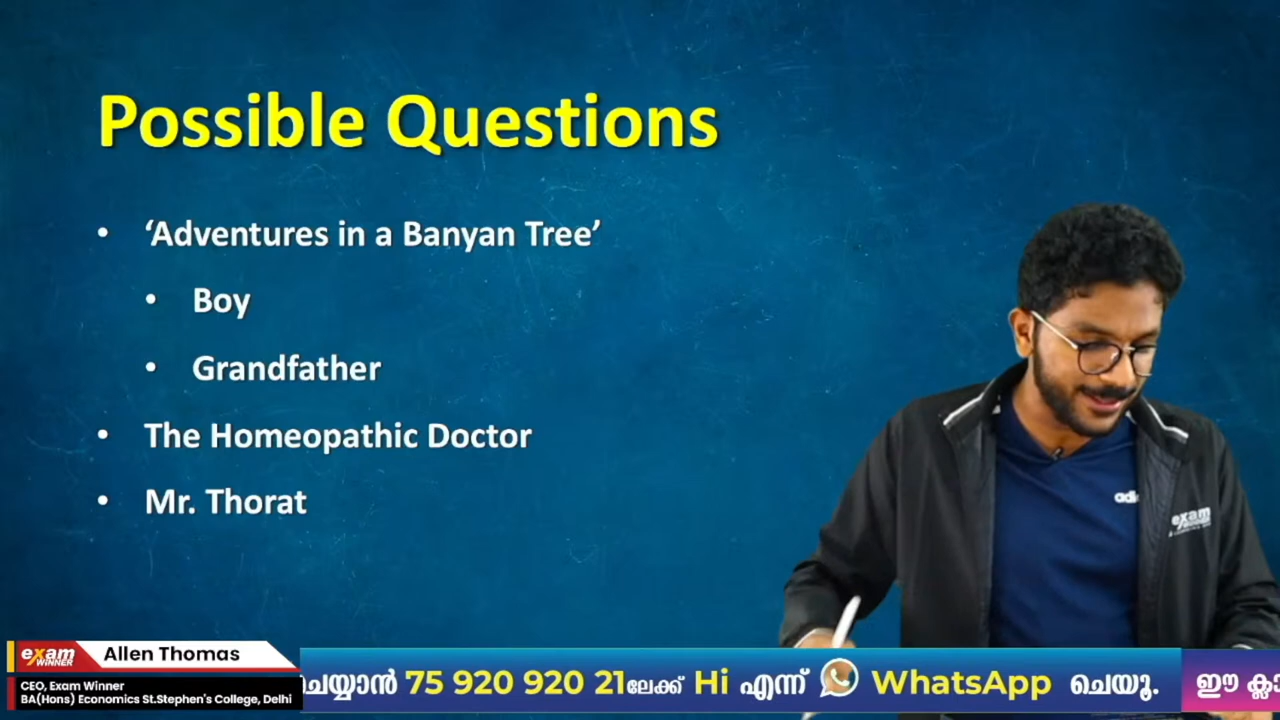 Possible Questions
• ‘Adventures in a Banyan Tree’
• Boy
• Grandfather
• The Homeopathic Doctor
• Mr. Thorat
exam
WINNER
exam
Allen Thomas
CEO, Exam Winner
BA(Hons) Economics St.Stephen's College, Delhi
ചെയ്യാൻ 75 920 920 21ലേക്ക് Hi എന്ന് WhatsApp ചെയൂ.
ഈ